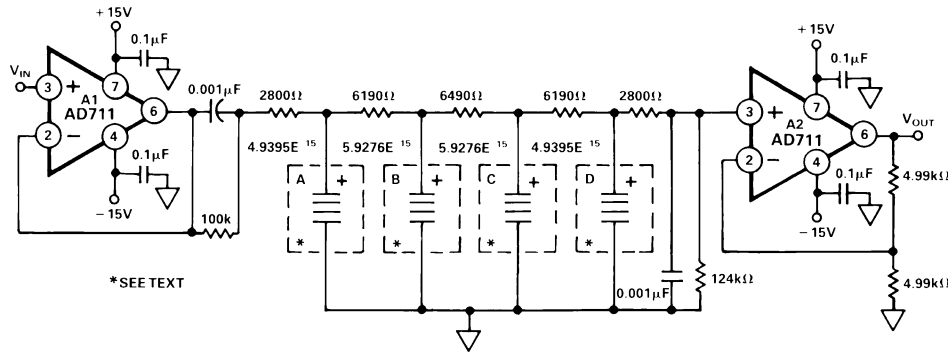 +15V
0.1µF
VIN
3
+
A1
AD711
7
6
2
−
4
0.1µF
−15V
0.001µF
100k
2800Ω
6190Ω
6490Ω
6190Ω
2800Ω
4.9395E 15
5.9276E 15
5.9276E 15
4.9395E 15
A +
B +
C +
D +
*
*
*
*
*SEE TEXT
0.001µF
124kΩ
+15V
0.1µF
3
+
A2
AD711
7
6
2
−
4
0.1µF
−15V
VOUT
4.99kΩ
4.99kΩ